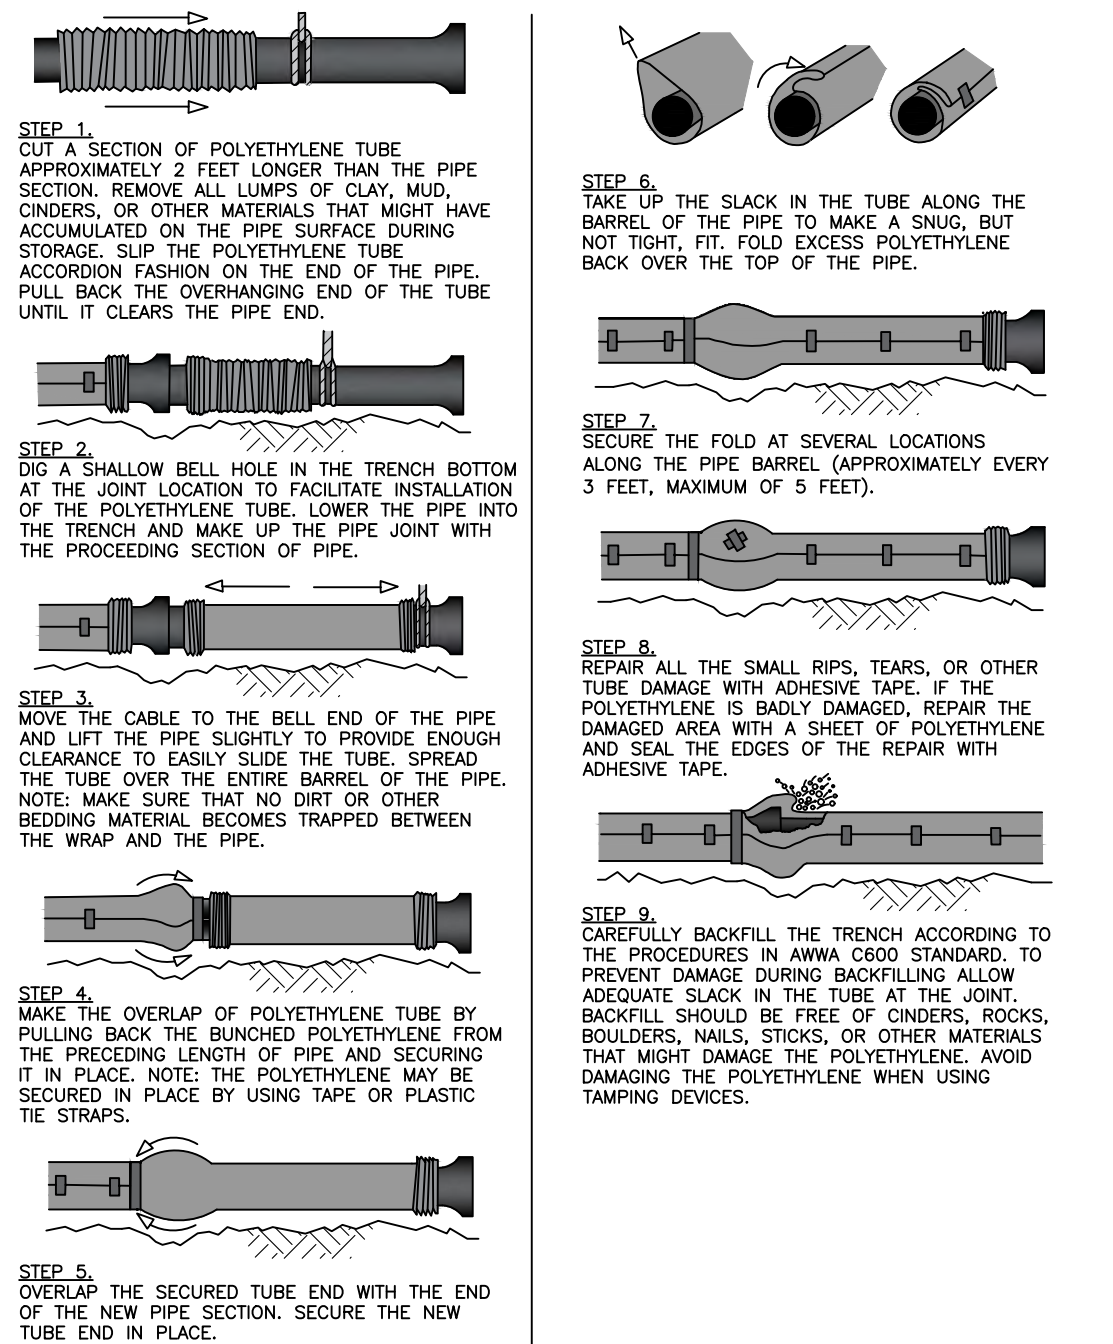 STEP 1.
CUT A SECTION OF POLYETHYLENE TUBE
APPROXIMATELY 2 FEET LONGER THAN THE PIPE
SECTION. REMOVE ALL LUMPS OF CLAY, MUD,
CINDERS, OR OTHER MATERIALS THAT MIGHT HAVE
ACCUMULATED ON THE PIPE SURFACE DURING
STORAGE. SLIP THE POLYETHYLENE TUBE
ACCORDION FASHION ON THE END OF THE PIPE.
PULL BACK THE OVERHANGING END OF THE TUBE
UNTIL IT CLEARS THE PIPE END.
STEP 2.
DIG A SHALLOW BELL HOLE IN THE TRENCH BOTTOM
AT THE JOINT LOCATION TO FACILITATE INSTALLATION
OF THE POLYETHYLENE TUBE. LOWER THE PIPE INTO
THE TRENCH AND MAKE UP THE PIPE JOINT WITH
THE PROCEEDING SECTION OF PIPE.
STEP 3.
MOVE THE CABLE TO THE BELL END OF THE PIPE
AND LIFT THE PIPE SLIGHTLY TO PROVIDE ENOUGH
CLEARANCE TO EASILY SLIDE THE TUBE. SPREAD
THE TUBE OVER THE ENTIRE BARREL OF THE PIPE.
NOTE: MAKE SURE THAT NO DIRT OR OTHER
BEDDING MATERIAL BECOMES TRAPPED BETWEEN
THE WRAP AND THE PIPE.
STEP 4.
MAKE THE OVERLAP OF POLYETHYLENE TUBE BY
PULLING BACK THE BUNCHED POLYETHYLENE FROM
THE PRECEDING LENGTH OF PIPE AND SECURING
IT IN PLACE. NOTE: THE POLYETHYLENE MAY BE
SECURED IN PLACE BY USING TAPE OR PLASTIC
TIE STRAPS.
STEP 5.
OVERLAP THE SECURED TUBE END WITH THE END
OF THE NEW PIPE SECTION. SECURE THE NEW
TUBE END IN PLACE.
STEP 6.
TAKE UP THE SLACK IN THE TUBE ALONG THE
BARREL OF THE PIPE TO MAKE A SNUG, BUT
NOT TIGHT, FIT. FOLD EXCESS POLYETHYLENE
BACK OVER THE TOP OF THE PIPE.
STEP 7.
SECURE THE FOLD AT SEVERAL LOCATIONS
ALONG THE PIPE BARREL (APPROXIMATELY EVERY
3 FEET, MAXIMUM OF 5 FEET).
STEP 8.
REPAIR ALL THE SMALL RIPS, TEARS, OR OTHER
TUBE DAMAGE WITH ADHESIVE TAPE. IF THE
POLYETHYLENE IS BADLY DAMAGED, REPAIR THE
DAMAGED AREA WITH A SHEET OF POLYETHYLENE
AND SEAL THE EDGES OF THE REPAIR WITH
ADHESIVE TAPE.
STEP 9.
CAREFULLY BACKFILL THE TRENCH ACCORDING TO
THE PROCEDURES IN AWWA C600 STANDARD. TO
PREVENT DAMAGE DURING BACKFILLING ALLOW
ADEQUATE SLACK IN THE TUBE AT THE JOINT.
BACKFILL SHOULD BE FREE OF CINDERS, ROCKS,
BOULDERS, NAILS, STICKS, OR OTHER MATERIALS
THAT MIGHT DAMAGE THE POLYETHYLENE. AVOID
DAMAGING THE POLYETHYLENE WHEN USING
TAMPING DEVICES.